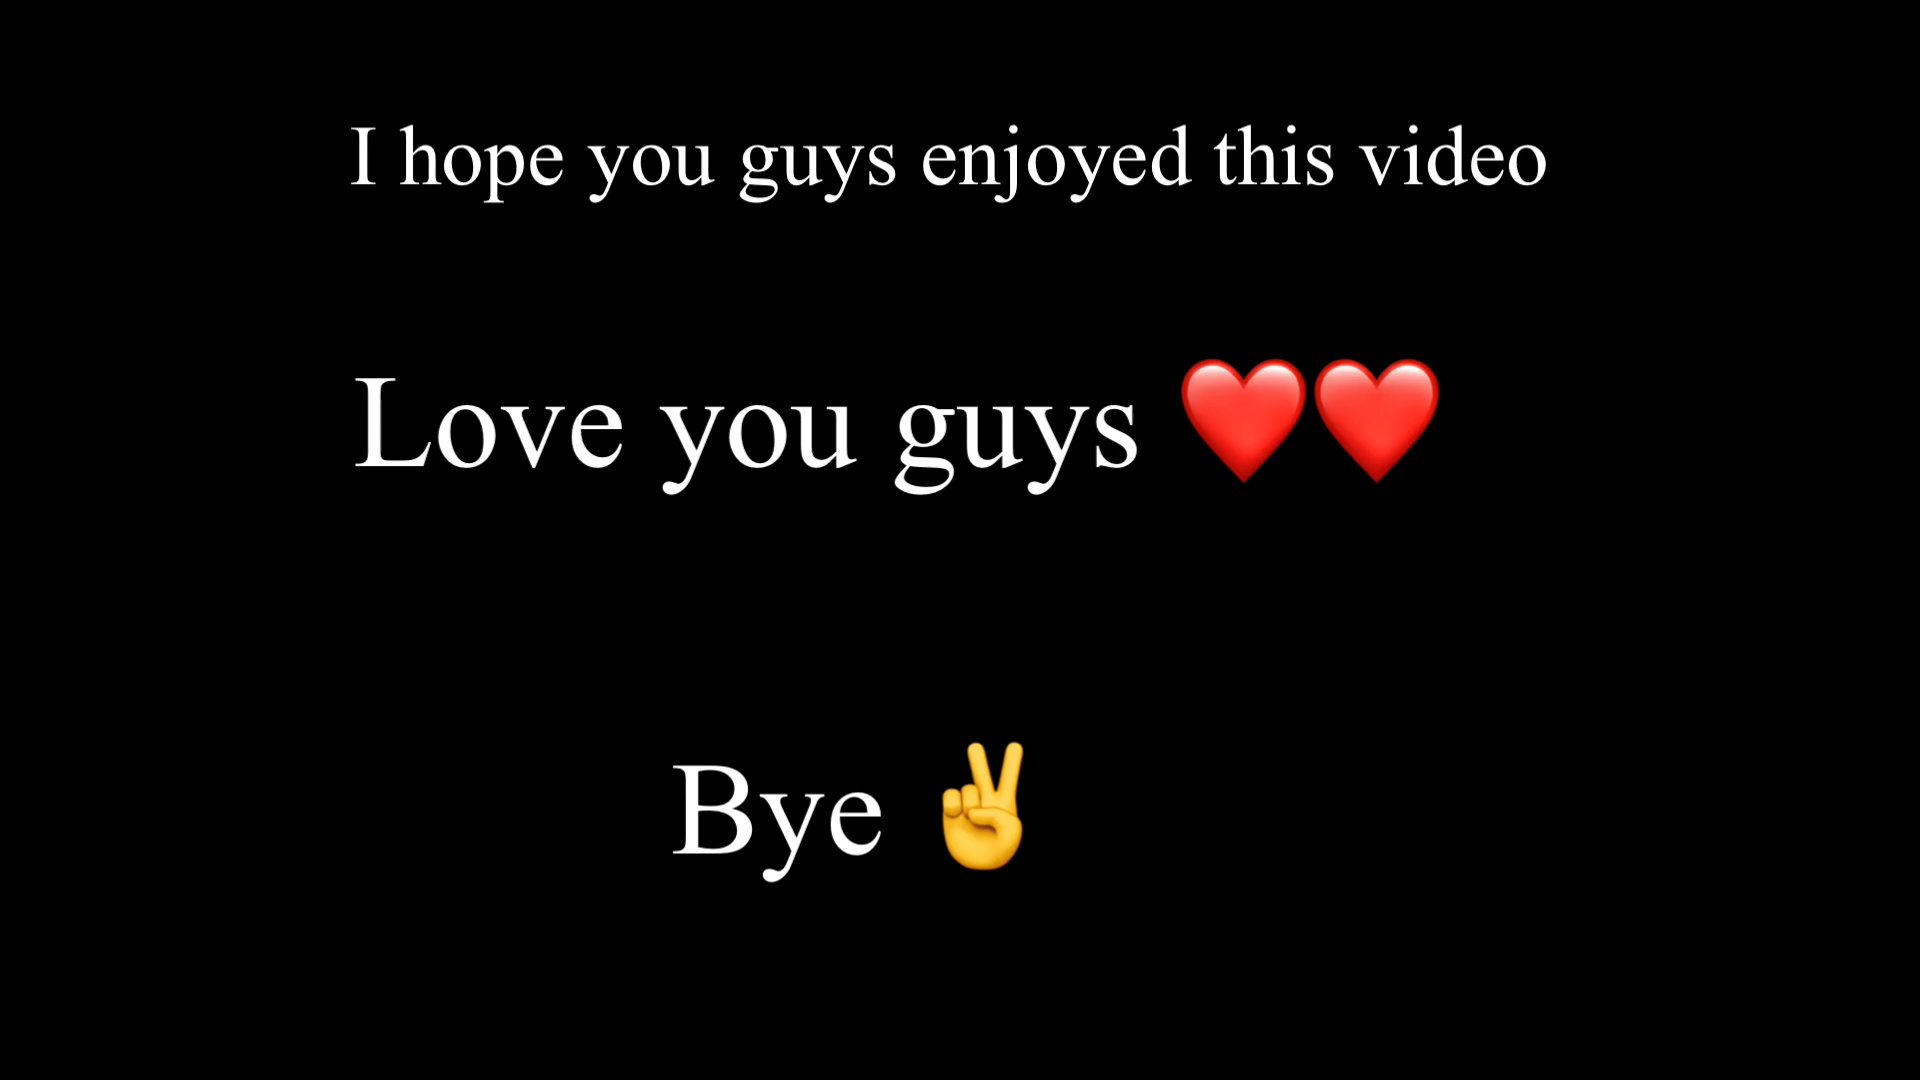 I hope you guys enjoyed this video
Love you guys ❤️❤️
Bye ✌️